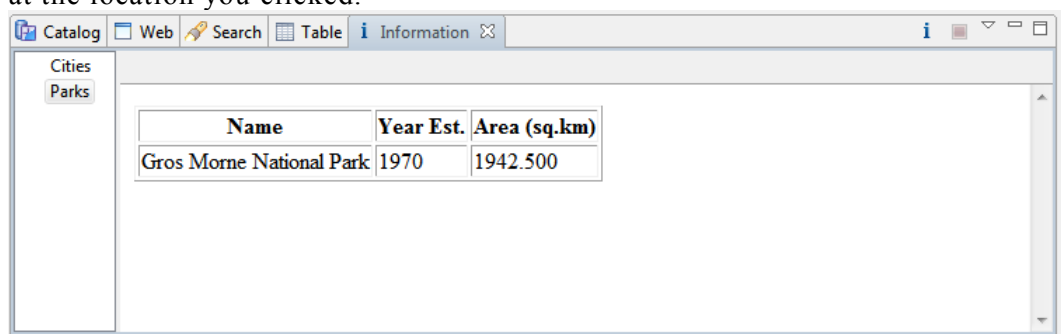 at the location you clicked.
Catalog Web Search Table i Information
Cities
Parks
Name Year Est. Area (sq.km)
Gros Morne National Park 1970 1942.500